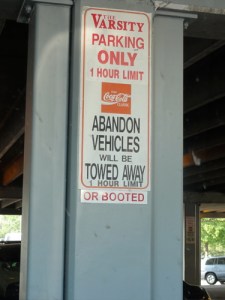 THE
VARSITY
PARKING
ONLY
1 HOUR LIMIT
Coca-Cola
ABANDON
VEHICLES
WILL BE
TOWED AWAY
1 HOUR LIMIT
OR BOOTED